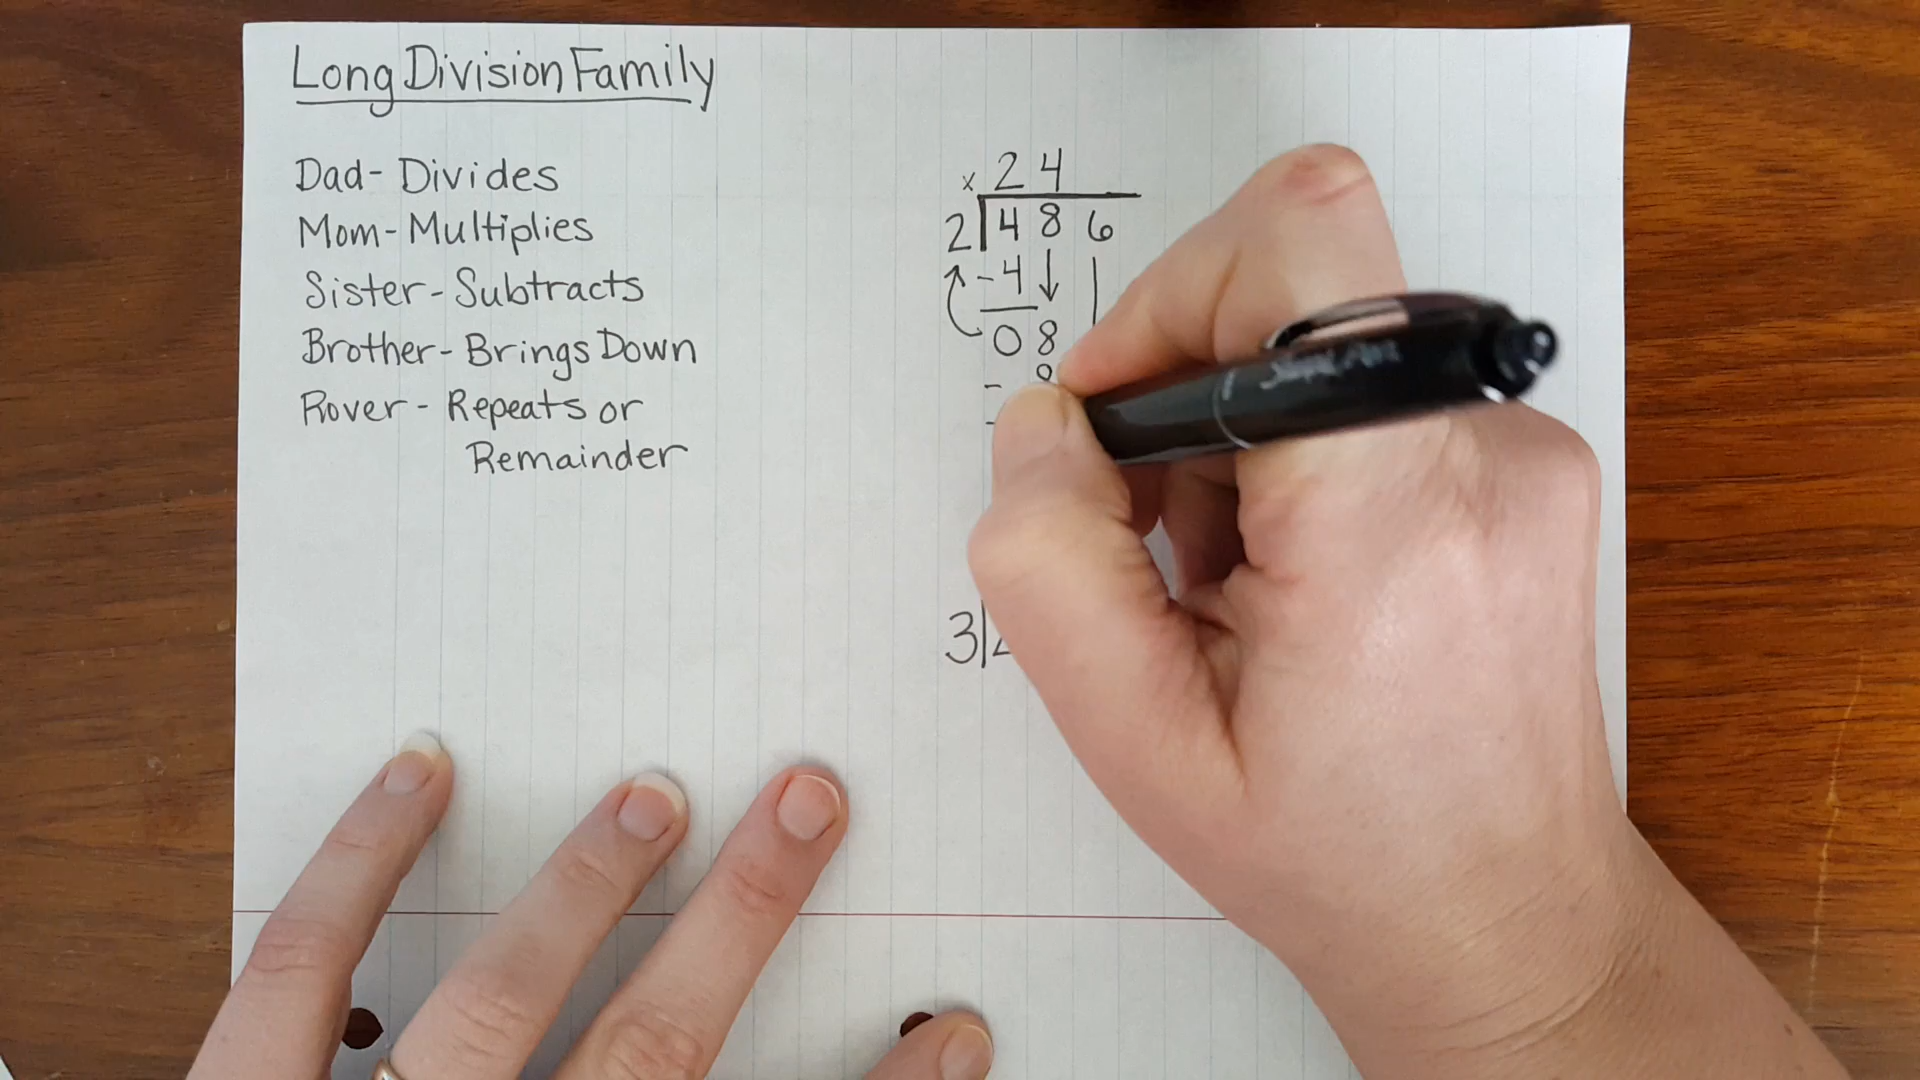 Long Division Family
Dad- Divides
Mom- Multiplies
Sister- Subtracts
Brother- Brings Down
Rover- Repeats or
Remainder
x 2 4
2 4 8 6
-4
0 8
- 8
3